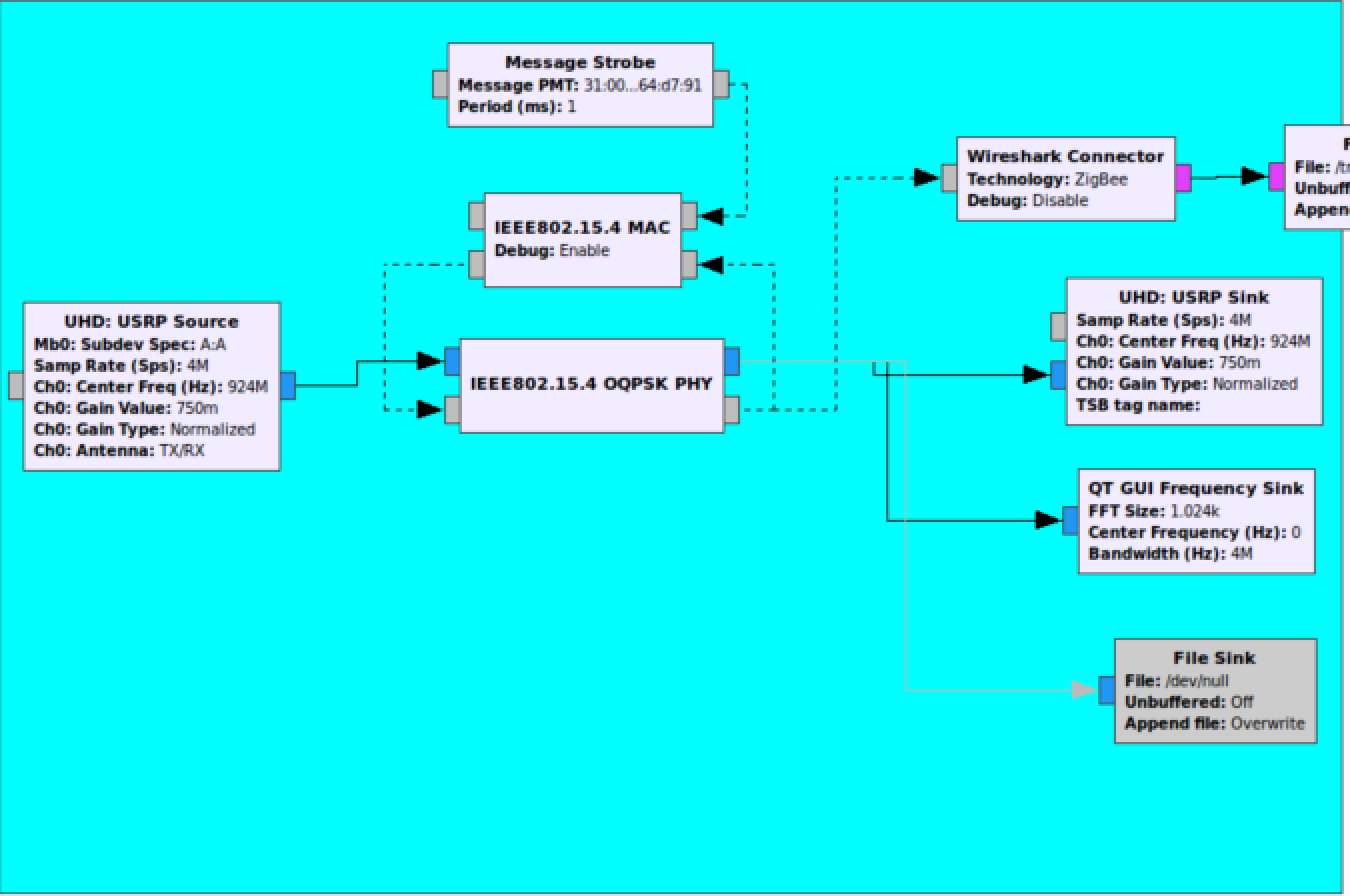 Message Strobe
Message PMT: 31:00...64:d7:91
Period (ms): 1
Wireshark Connector
Technology: ZigBee
Debug: Disable
File: /t
Unbuff
Appen
IEEE802.15.4 MAC
Debug: Enable
UHD: USRP Source
Mb0: Subdev Spec: A:A
Samp Rate (Sps): 4M
Ch0: Center Freq (Hz): 924M
Ch0: Gain Value: 750m
Ch0: Gain Type: Normalized
Ch0: Antenna: TX/RX
IEEE802.15.4 OQPSK PHY
UHD: USRP Sink
Samp Rate (Sps): 4M
Ch0: Center Freq (Hz): 924M
Ch0: Gain Value: 750m
Ch0: Gain Type: Normalized
TSB tag name:
QT GUI Frequency Sink
FFT Size: 1.024k
Center Frequency (Hz): 0
Bandwidth (Hz): 4M
File Sink
File: /dev/null
Unbuffered: Off
Append file: Overwrite